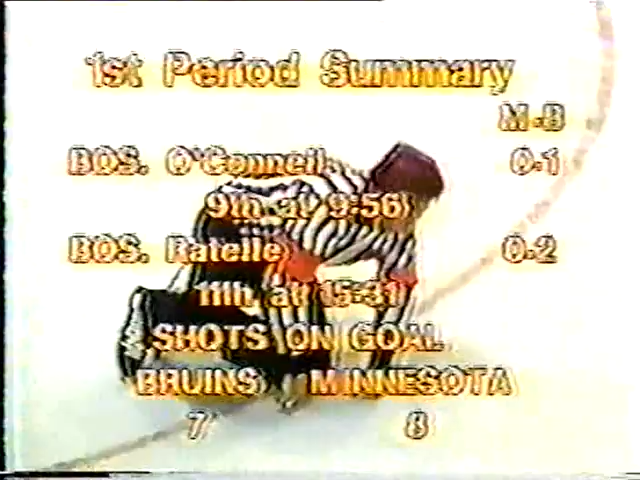 1st Period Summary
M-B
BOS. O'Connell 0-1
9th at 9:56
BOS. Ratelle 0-2
11th at 15:31
SHOTS ON GOAL
BRUINS MINNESOTA
7 8